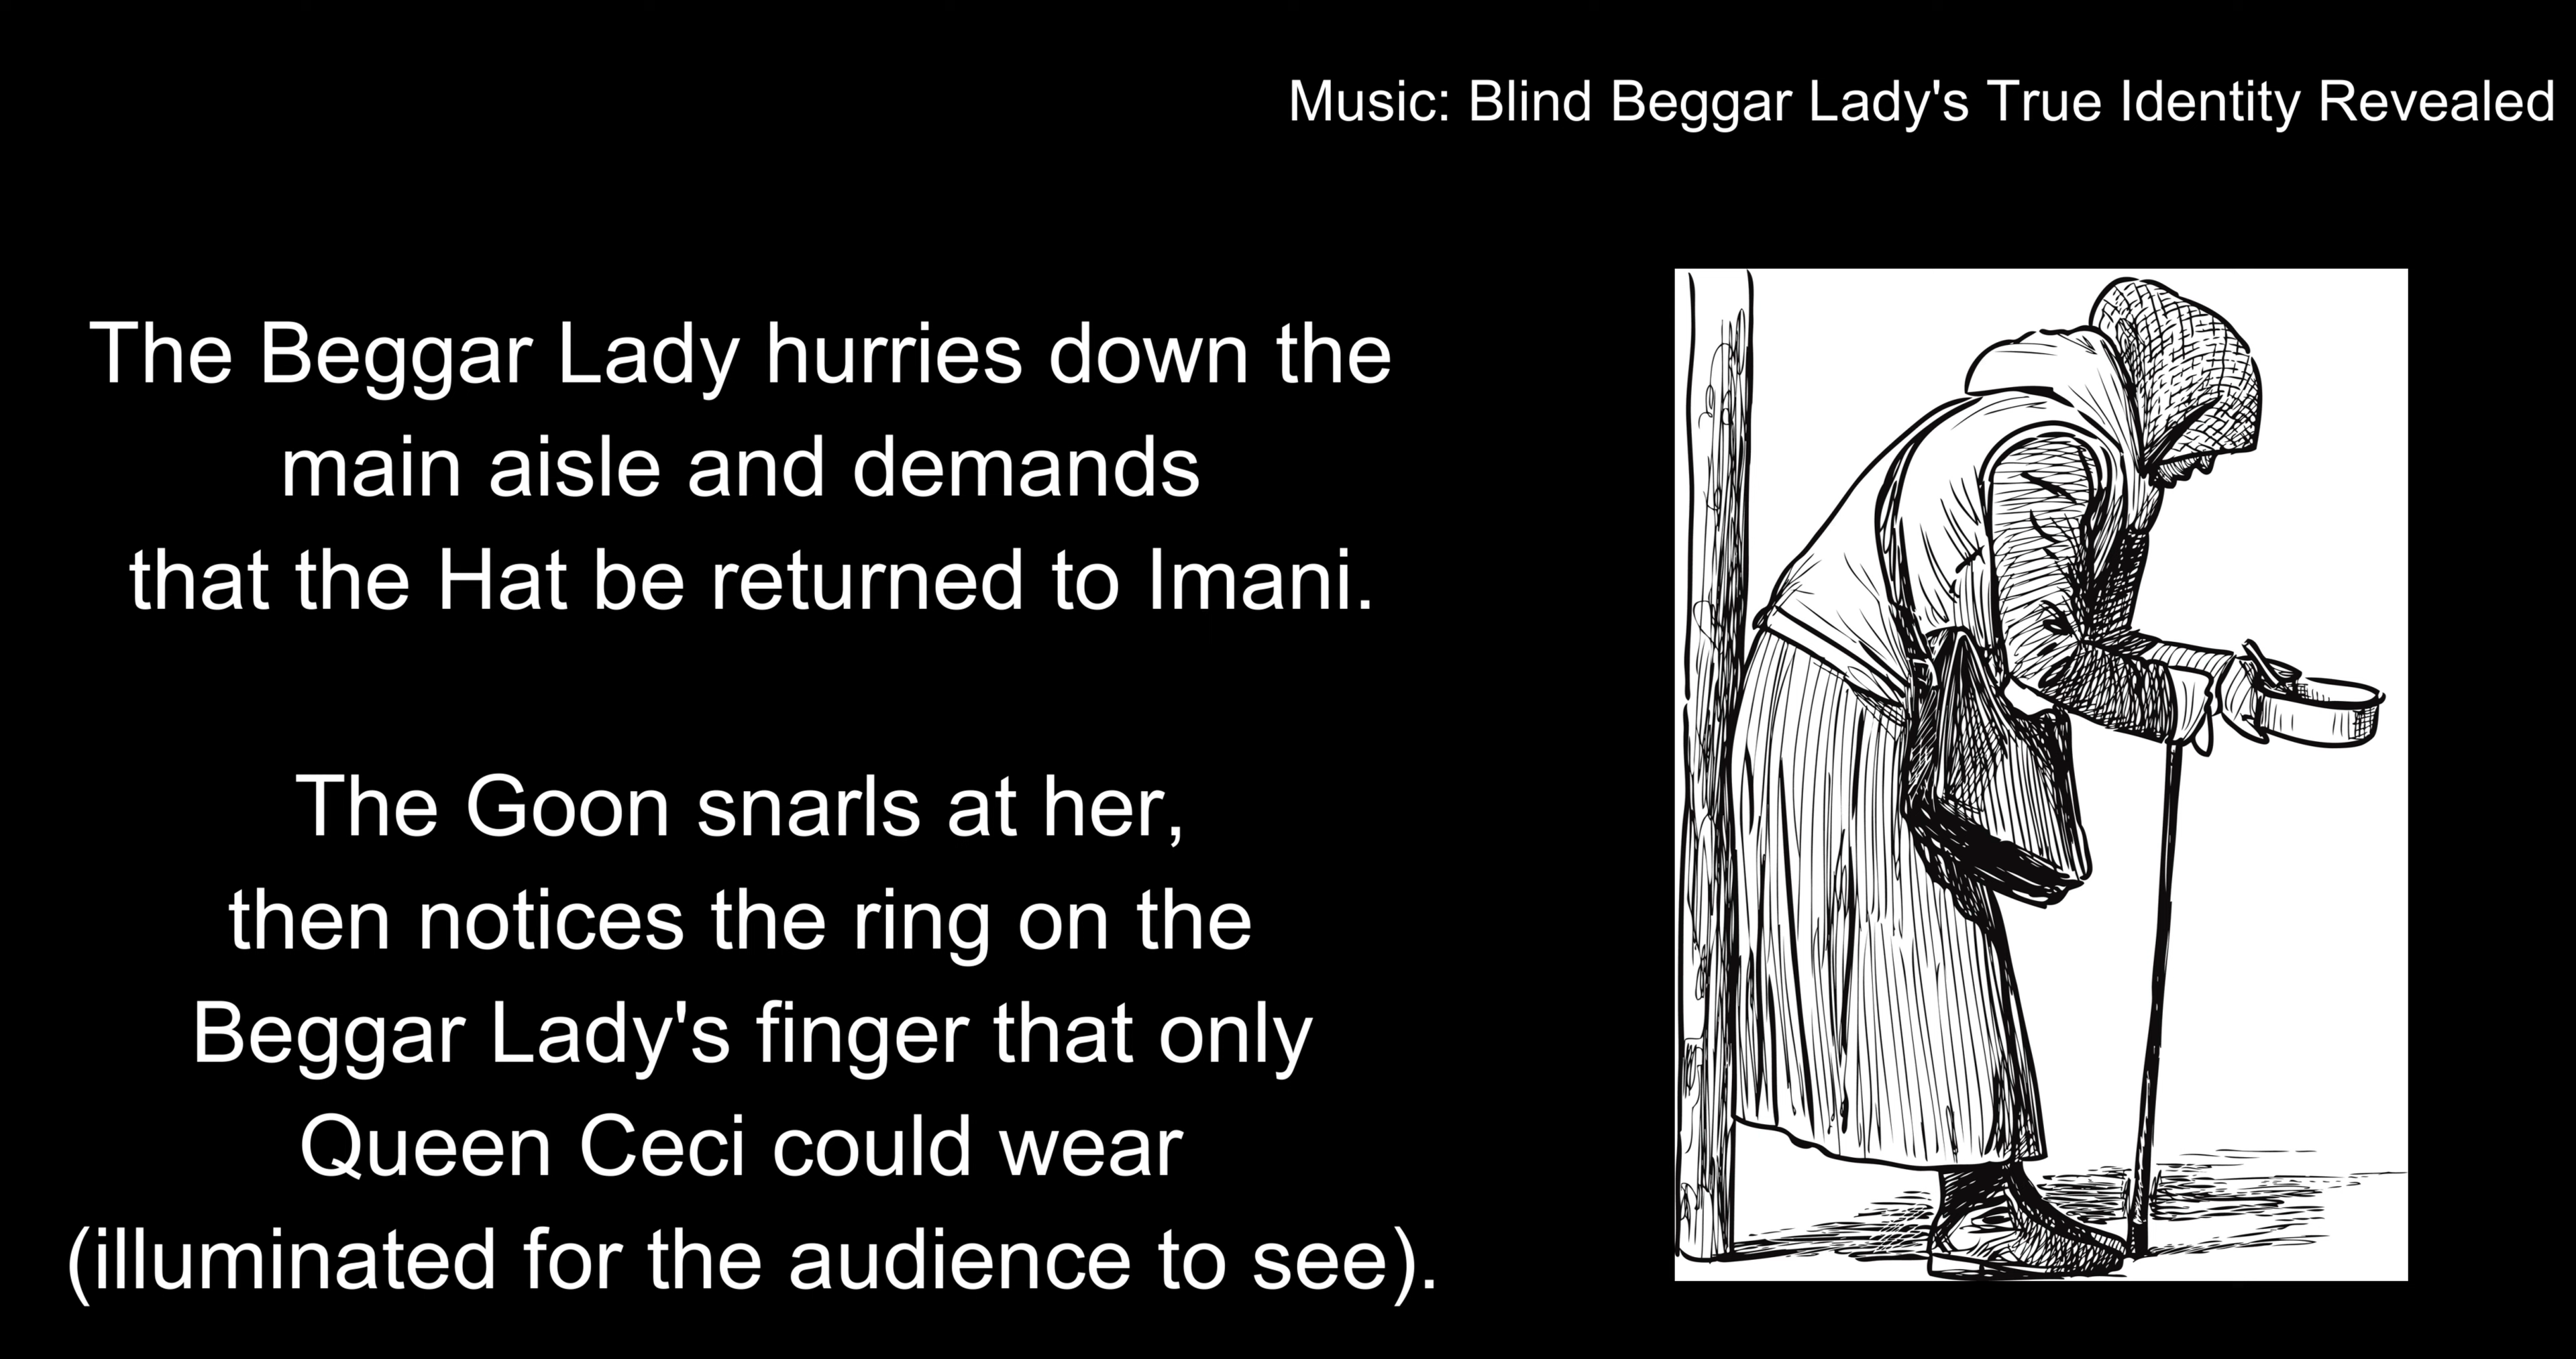 Music: Blind Beggar Lady's True Identity Revealed
The Beggar Lady hurries down the
main aisle and demands
that the Hat be returned to Imani.
The Goon snarls at her,
then notices the ring on the
Beggar Lady's finger that only
Queen Ceci could wear
(illuminated for the audience to see).